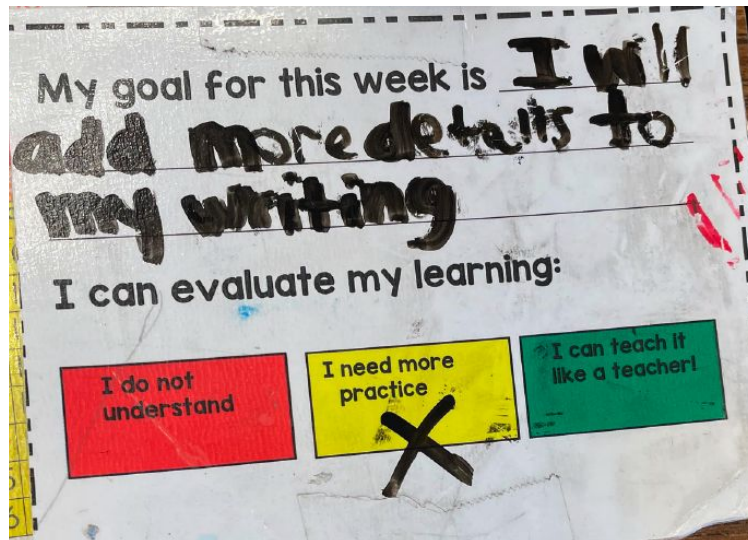 My goal for this week is I will
add more details to
my writing
I can evaluate my learning:
I do not
understand
I need more
practice
I can teach it
like a teacher!